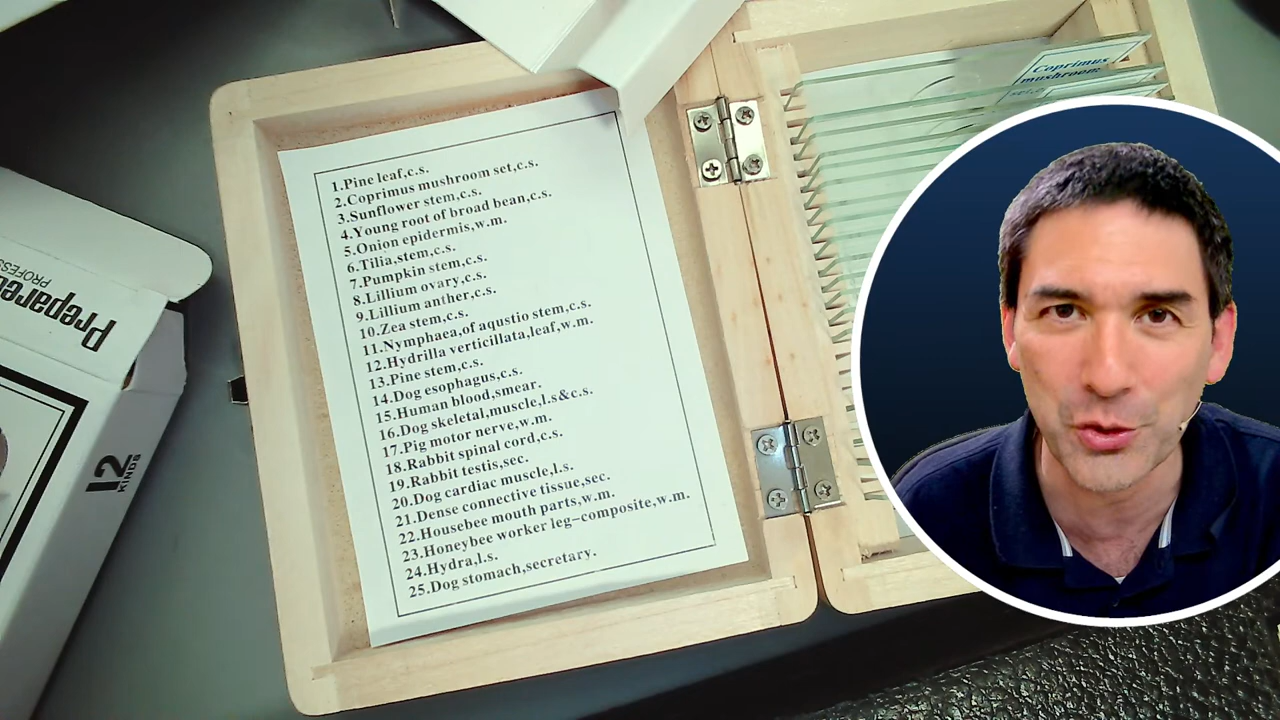 1.Pine leaf,c.s.
2.Coprimus mushroom set,c.s.
3.Sunflower stem,c.s.
4.Young root of broad bean,c.s.
5.Onion epidermis,w.m.
6.Tilia,stem,c.s.
7.Pumpkin stem,c.s.
8.Lillium ovary,c.s.
9.Lillium anther,c.s.
10.Zea stem,c.s.
11.Nymphaea,of aqustio stem,c.s.
12.Hydrilla verticillata,leaf,w.m.
13.Pine stem,c.s.
14.Dog esophagus,c.s.
15.Human blood,smear.
16.Dog skeletal,muscle,l.s&c.s.
17.Pig motor nerve,w.m.
18.Rabbit spinal cord,c.s.
19.Rabbit testis,sec.
20.Dog cardiac muscle,l.s.
21.Dense connective tissue,sec.
22.Housebee mouth parts,w.m.
23.Honeybee worker leg-composite,w.m.
24.Hydra,l.s.
25.Dog stomach,secretary.
Coprimus
mushroom
Prepared
PROFESS
12
KINDS